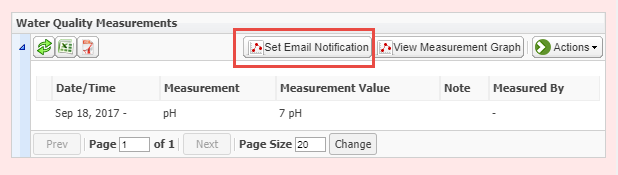 Water Quality Measurements
Set Email Notification View Measurement Graph Actions
Date/Time Measurement Measurement Value Note Measured By
Sep 18, 2017 - pH 7 pH -
Prev Page 1 of 1 Next Page Size 20 Change